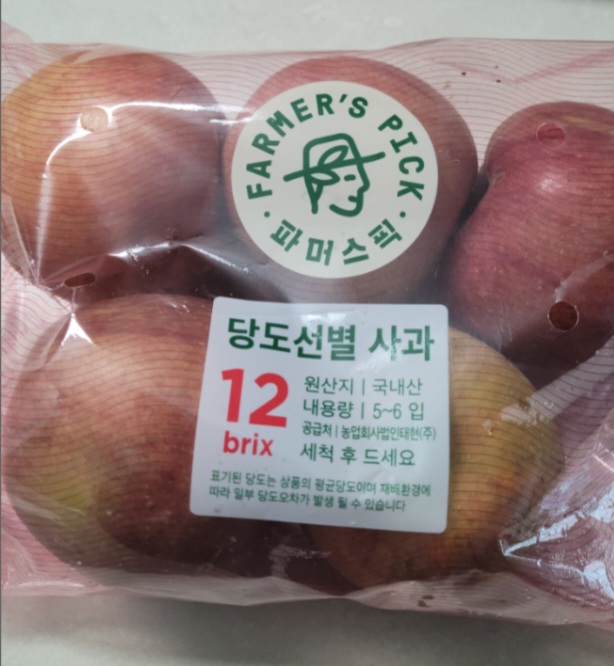 FARMER'S PICK
파머스픽
당도선별 사과
12
brix
원산지 | 국내산
내용량 | 5~6 입
공급처 | 농업회사법인태현(주)
세척 후 드세요
표기된 당도는 상품의 평균당도이며 재배환경에
따라 일부 당도오차가 발생 될 수 있습니다